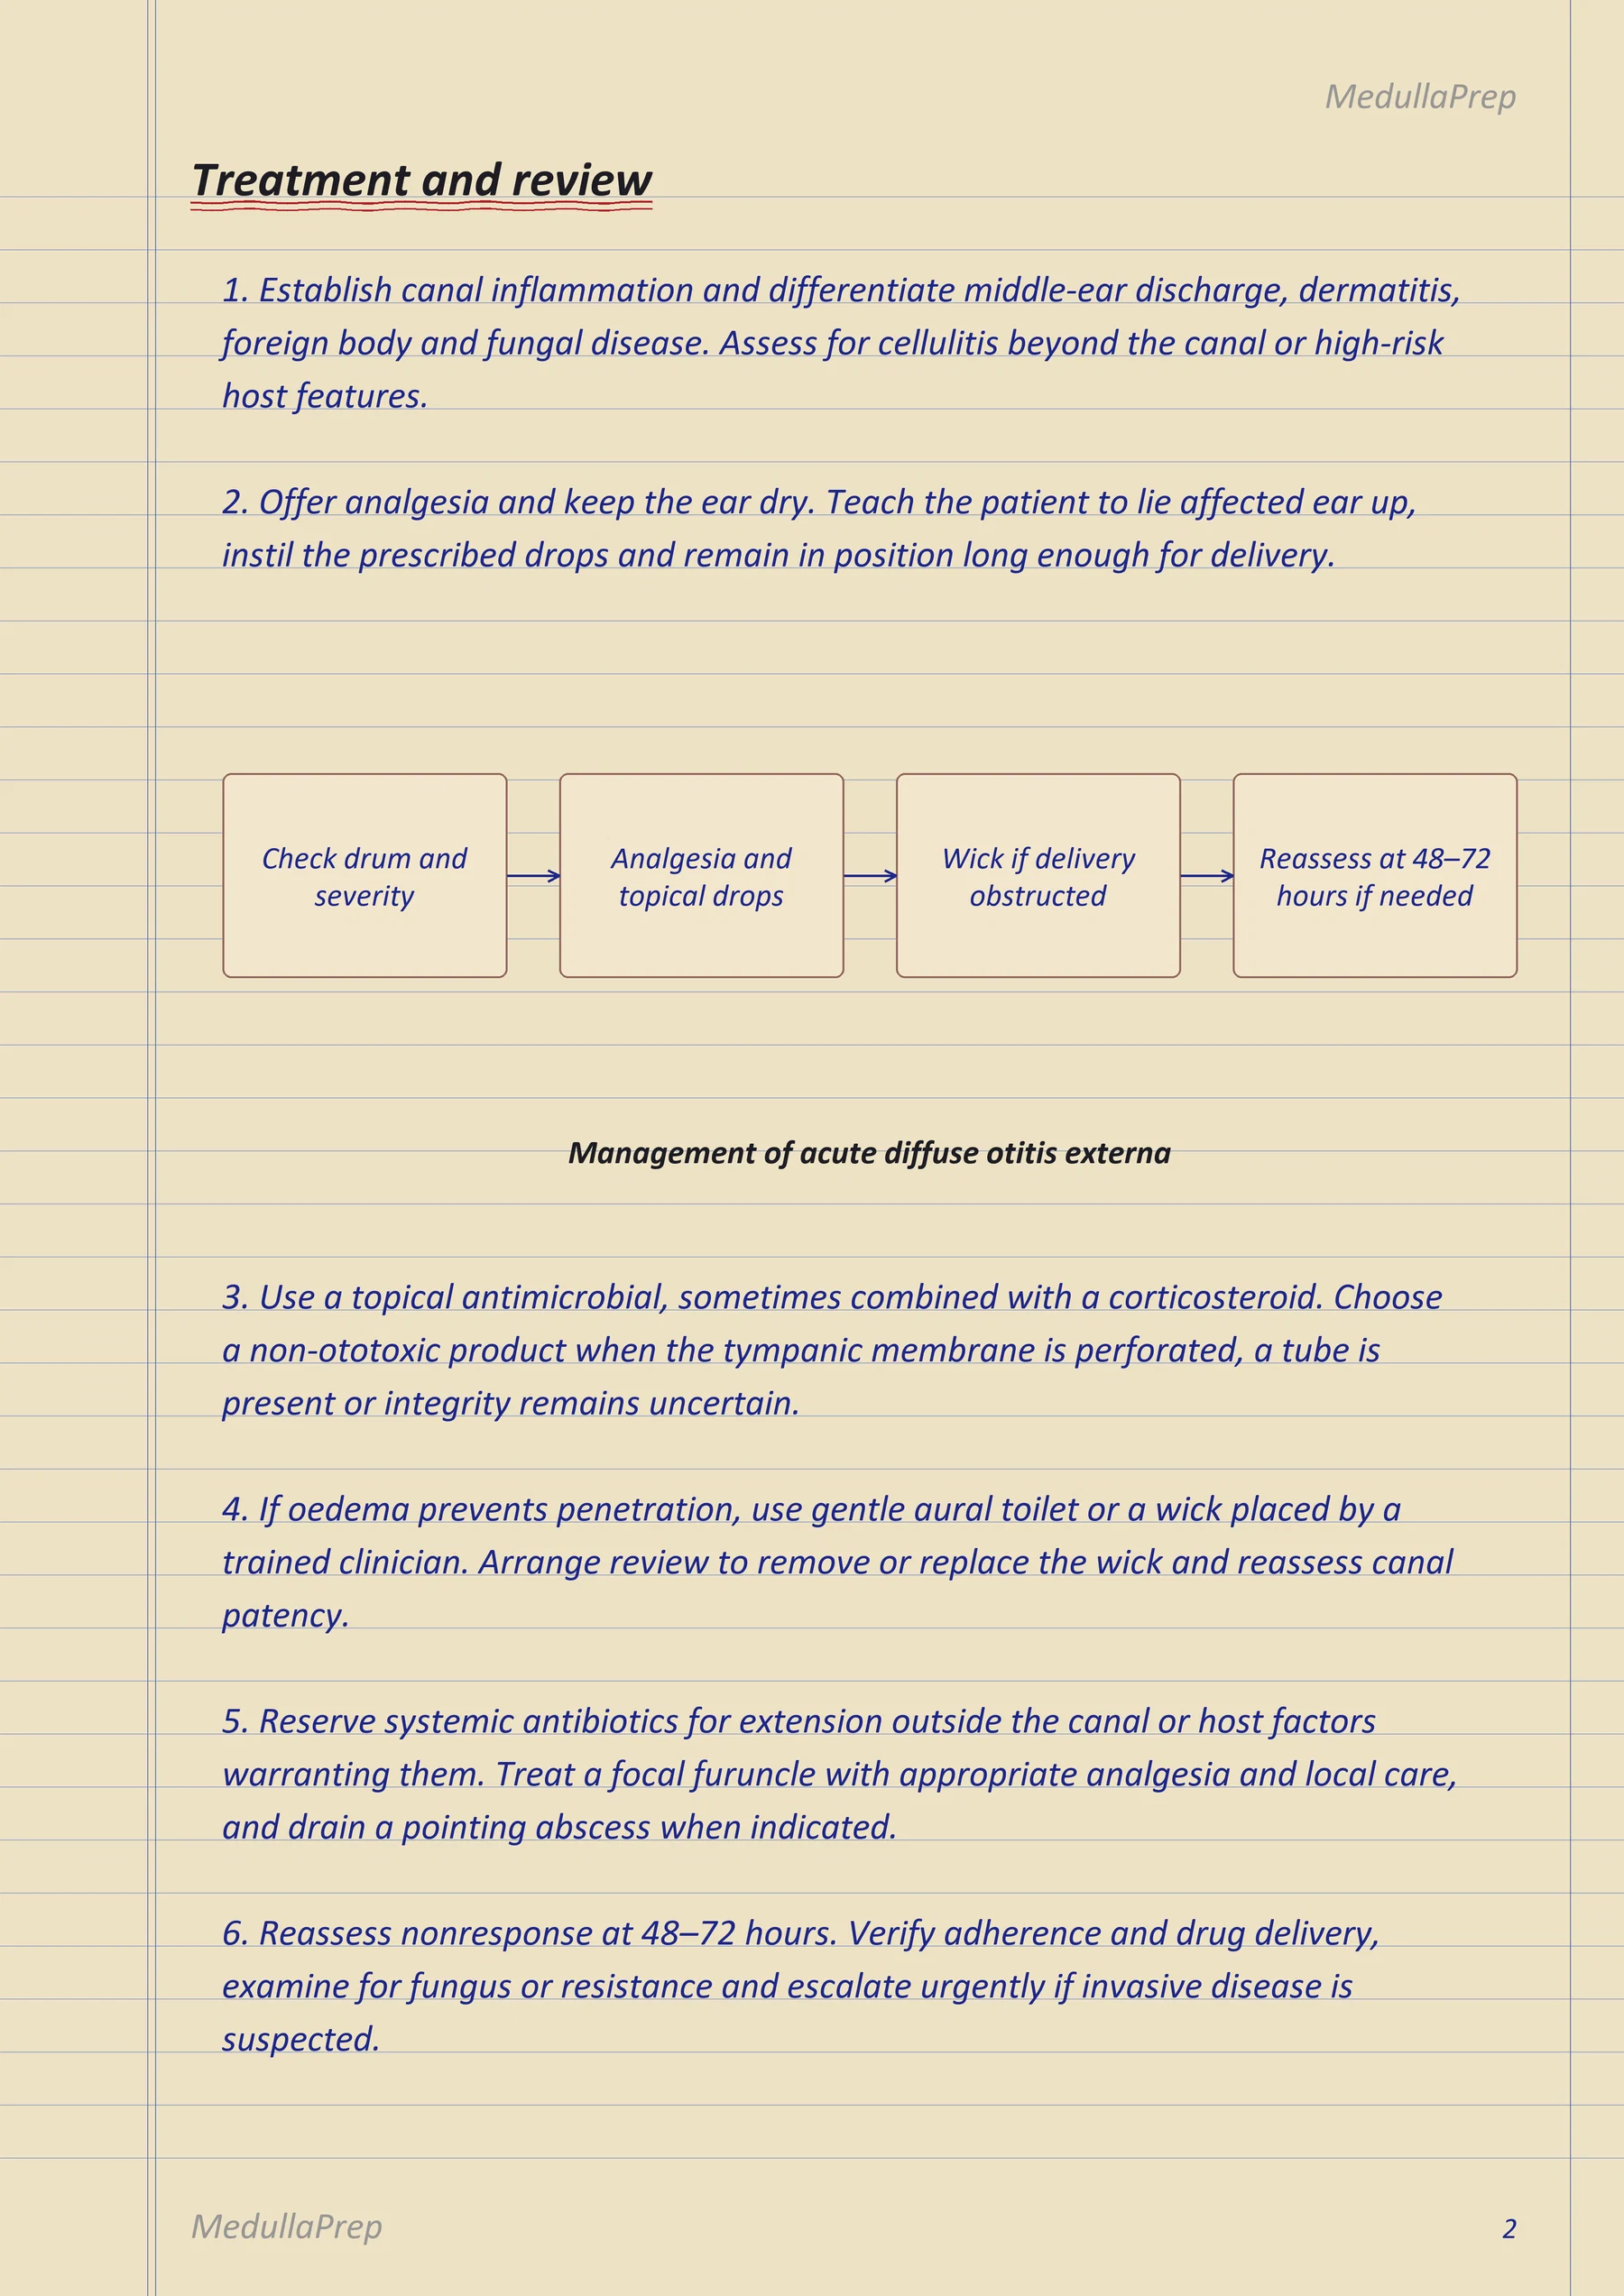 MedullaPrep
Treatment and review
1. Establish canal inflammation and differentiate middle-ear discharge, dermatitis,
foreign body and fungal disease. Assess for cellulitis beyond the canal or high-risk
host features.
2. Offer analgesia and keep the ear dry. Teach the patient to lie affected ear up,
instil the prescribed drops and remain in position long enough for delivery.
Check drum and
severity
Analgesia and
topical drops
Wick if delivery
obstructed
Reassess at 48–72
hours if needed
Management of acute diffuse otitis externa
3. Use a topical antimicrobial, sometimes combined with a corticosteroid. Choose
a non-ototoxic product when the tympanic membrane is perforated, a tube is
present or integrity remains uncertain.
4. If oedema prevents penetration, use gentle aural toilet or a wick placed by a
trained clinician. Arrange review to remove or replace the wick and reassess canal
patency.
5. Reserve systemic antibiotics for extension outside the canal or host factors
warranting them. Treat a focal furuncle with appropriate analgesia and local care,
and drain a pointing abscess when indicated.
6. Reassess nonresponse at 48–72 hours. Verify adherence and drug delivery,
examine for fungus or resistance and escalate urgently if invasive disease is
suspected.
MedullaPrep
2